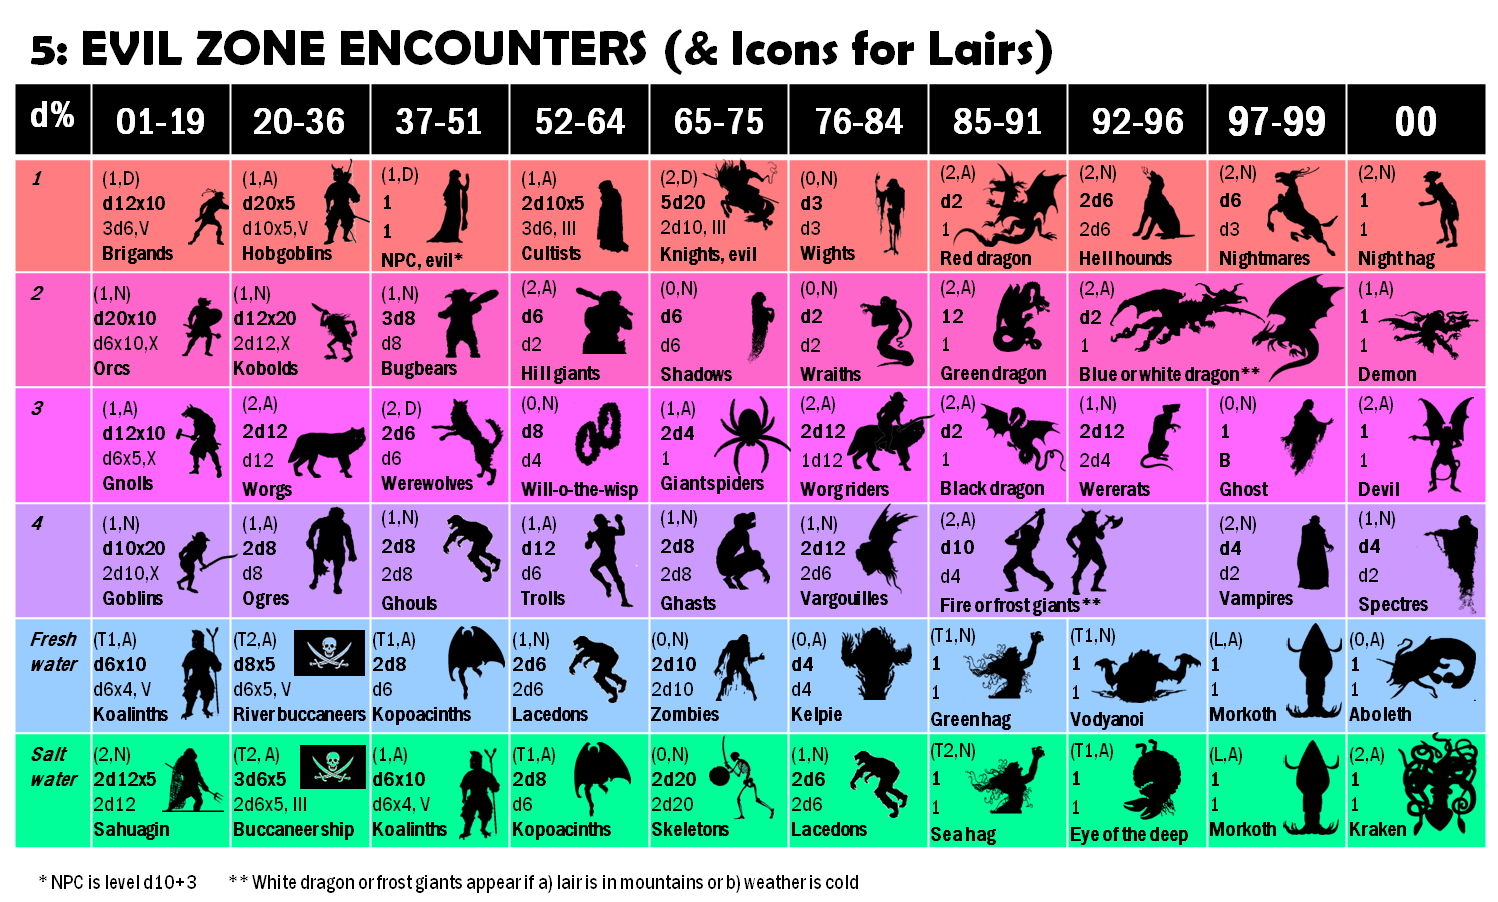 5: EVIL ZONE ENCOUNTERS (& Icons for Lairs)
d% 01-19 20-36 37-51 52-64 65-75 76-84 85-91 92-96 97-99 00
1
(1,D)
d12x10
3d6,V
Brigands
(1,A)
d20x5
d10x5,V
Hobgoblins
(1,D)
1
1
NPC, evil*
(1,A)
2d10x5
3d6, III
Cultists
(2,D)
5d20
2d10, III
Knights, evil
(0,N)
d3
d3
Wights
(2,A)
d2
1
Red dragon
(2,N)
2d6
2d6
Hell hounds
(2,N)
d6
d3
Nightmares
(2,N)
1
1
Night hag
2
(1,N)
d20x10
d6x10,X
Orcs
(1,N)
d12x20
2d12,X
Kobolds
(1,N)
3d8
d8
Bugbears
(2,A)
d6
d2
Hill giants
(0,N)
d6
d6
Shadows
(0,N)
d2
d2
Wraiths
(2,A)
12
1
Green dragon
(2,A)
d2
1
Blue or white dragon**
(1,A)
1
1
Demon
3
(1,A)
d12x10
d6x5,X
Gnolls
(2,A)
2d12
d12
Worgs
(2, D)
2d6
d6
Werewolves
(0,N)
d8
d4
Will-o-the-wisp
(1,A)
2d4
1
Giant spiders
(2,A)
2d12
1d12
Worg riders
(2,A)
d2
1
Black dragon
(1,N)
2d12
2d4
Wererats
(0,N)
1
B
Ghost
(2,A)
1
1
Devil
4
(1,N)
d10x20
2d10,X
Goblins
(1,A)
2d8
d8
Ogres
(1,N)
2d8
2d8
Ghouls
(1,A)
d12
d6
Trolls
(1,N)
2d8
2d8
Ghasts
(1,N)
2d12
2d6
Vargouilles
(2,A)
d10
d4
Fire or frost giants**
(2,N)
d4
d2
Vampires
(1,N)
d4
d2
Spectres
Fresh
water
(T1,A)
d6x10
d6x4, V
Koalinths
(T2,A)
d8x5
d6x5, V
River buccaneers
(T1,A)
2d8
d6
Kopoacinths
(1,N)
2d6
2d6
Lacedons
(0,N)
2d10
2d10
Zombies
(0,A)
d4
d4
Kelpie
(T1,N)
1
1
Green hag
(T1,N)
1
1
Vodyanoi
(L,A)
1
1
Morkoth
(0,A)
1
1
Aboleth
Salt
water
(2,N)
2d12x5
2d12
Sahuagin
(T2, A)
3d6x5
2d6x5, III
Buccaneer ship
(1,A)
d6x10
d6x4, V
Koalinths
(T1,A)
2d8
d6
Kopoacinths
(0,N)
2d20
2d20
Skeletons
(1,N)
2d6
2d6
Lacedons
(T2,N)
1
1
Sea hag
(T1,A)
1
1
Eye of the deep
(L,A)
1
1
Morkoth
(2,A)
1
1
Kraken
* NPC is level d10+3 ** White dragon or frost giants appear if a) lair is in mountains or b) weather is cold